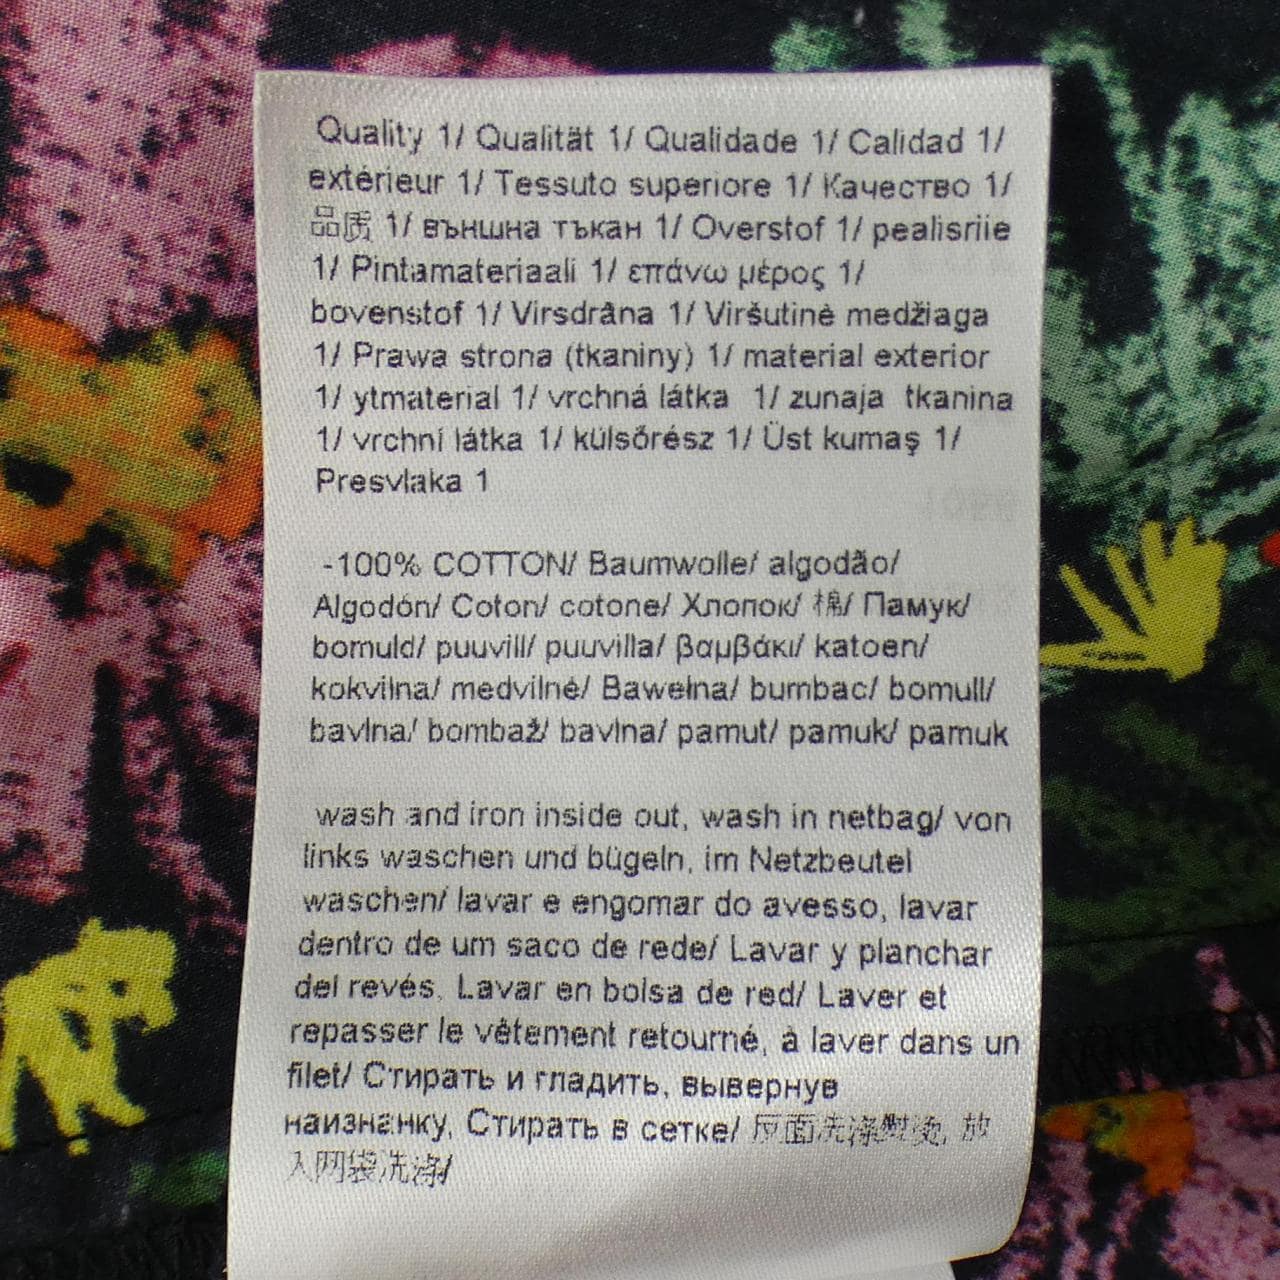 Quality 1/ Qualität 1/ Qualidade 1/ Calidad 1/
extérieur 1/ Tessuto superiore 1/ Качество 1/
品质 1/ външна тъкан 1/ Overstof 1/ pealisriie
1/ Pintamateriaali 1/ επάνω μέρος 1/
bovenstof 1/ Virsdrāna 1/ Viršutinė medžiaga
1/ Prawa strona (tkaniny) 1/ material exterior
1/ ytmaterial 1/ vrchná látka 1/ zunaja tkanina
1/ vrchní látka 1/ külsőrész 1/ Üst kumaş 1/
Presvlaka 1
-100% COTTON/ Baumwolle/ algodão/
Algodón/ Coton/ cotone/ Хлопок/ 棉/ Памук/
bomuld/ puuvill/ puuvilla/ βαμβάκι/ katoen/
kokvilna/ medvilnė/ Bawełna/ bumbac/ bomull/
bavlna/ bombaž/ bavlna/ pamut/ pamuk/ pamuk
wash and iron inside out, wash in netbag/ von
links waschen und bügeln, im Netzbeutel
waschen/ lavar e engomar do avesso, lavar
dentro de um saco de rede/ Lavar y planchar
del revés. Lavar en bolsa de red/ Laver et
repasser le vêtement retourné, à laver dans un
filet/ Стирать и гладить, вывернув
наизнанку, Стирать в сетке/ 反面洗涤熨烫, 放
入网袋洗涤/